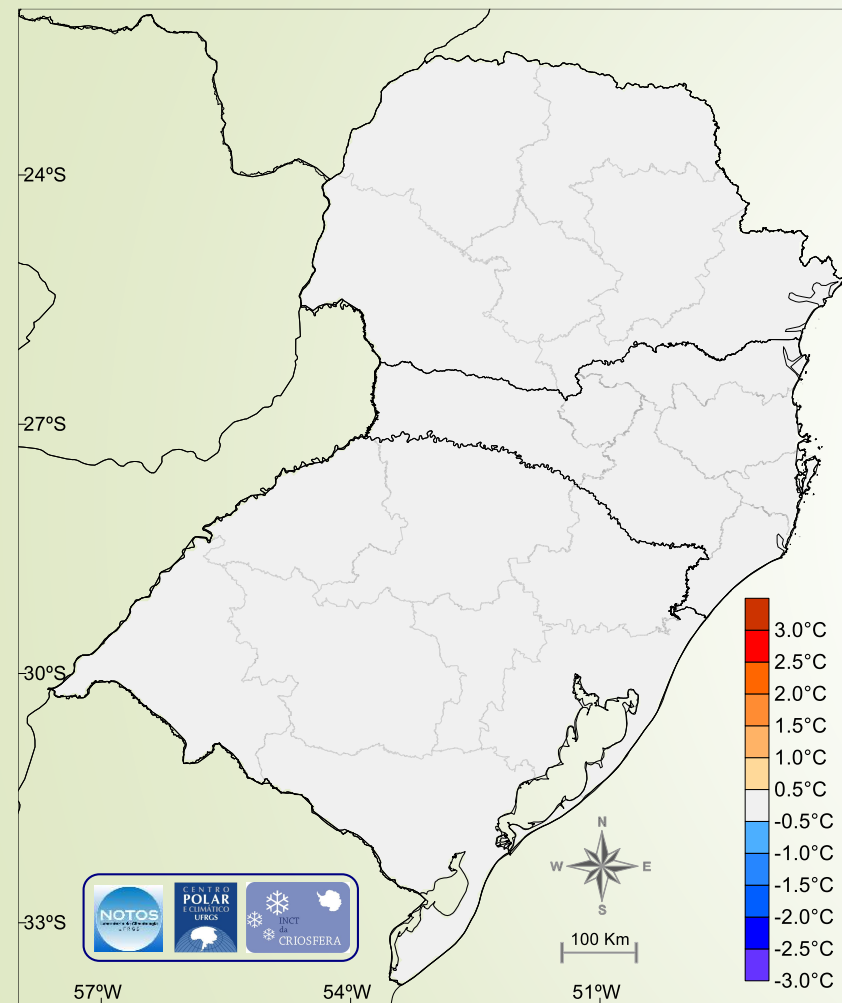 24ºS
27ºS
30ºS
33ºS
57ºW
54ºW
51ºW
3.0°C
2.5°C
2.0°C
1.5°C
1.0°C
0.5°C
-0.5°C
-1.0°C
-1.5°C
-2.0°C
-2.5°C
-3.0°C
N
W E
S
100 Km
NOTOS
UFRGS
CENTRO
POLAR
E CLIMÁTICO
UFRGS
INCT
da
CRIOSFERA